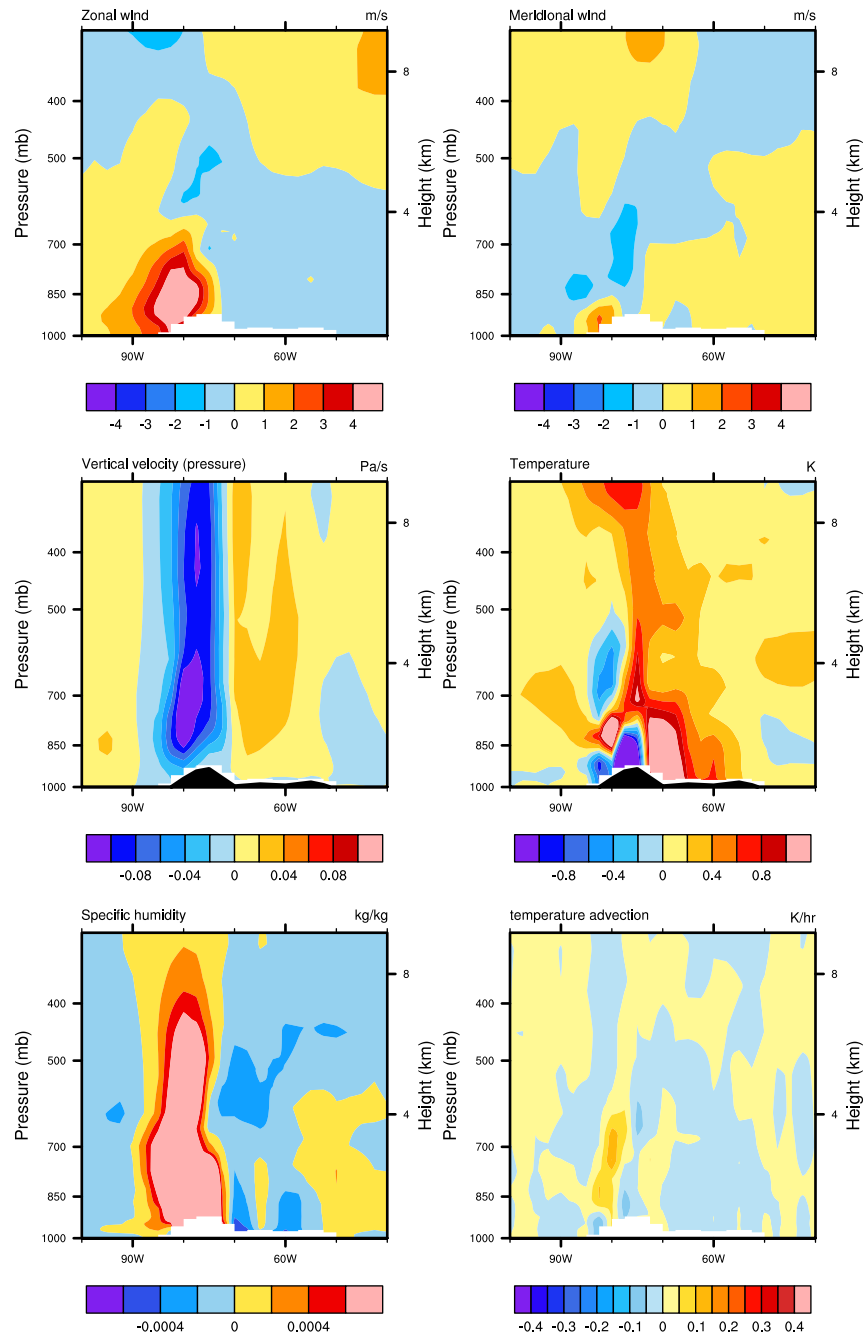 Zonal wind m/s
Pressure (mb)
400
500
700
850
1000
8
4
Height (km)
90W 60W
-4 -3 -2 -1 0 1 2 3 4
Meridional wind m/s
Pressure (mb)
400
500
700
850
1000
8
4
Height (km)
90W 60W
-4 -3 -2 -1 0 1 2 3 4
Vertical velocity (pressure) Pa/s
Pressure (mb)
400
500
700
850
1000
8
4
Height (km)
90W 60W
-0.08 -0.04 0 0.04 0.08
Temperature K
Pressure (mb)
400
500
700
850
1000
8
4
Height (km)
90W 60W
-0.8 -0.4 0 0.4 0.8
Specific humidity kg/kg
Pressure (mb)
400
500
700
850
1000
8
4
Height (km)
90W 60W
-0.0004 0 0.0004
temperature advection K/hr
Pressure (mb)
400
500
700
850
1000
8
4
Height (km)
90W 60W
-0.4 -0.3 -0.2 -0.1 0 0.1 0.2 0.3 0.4